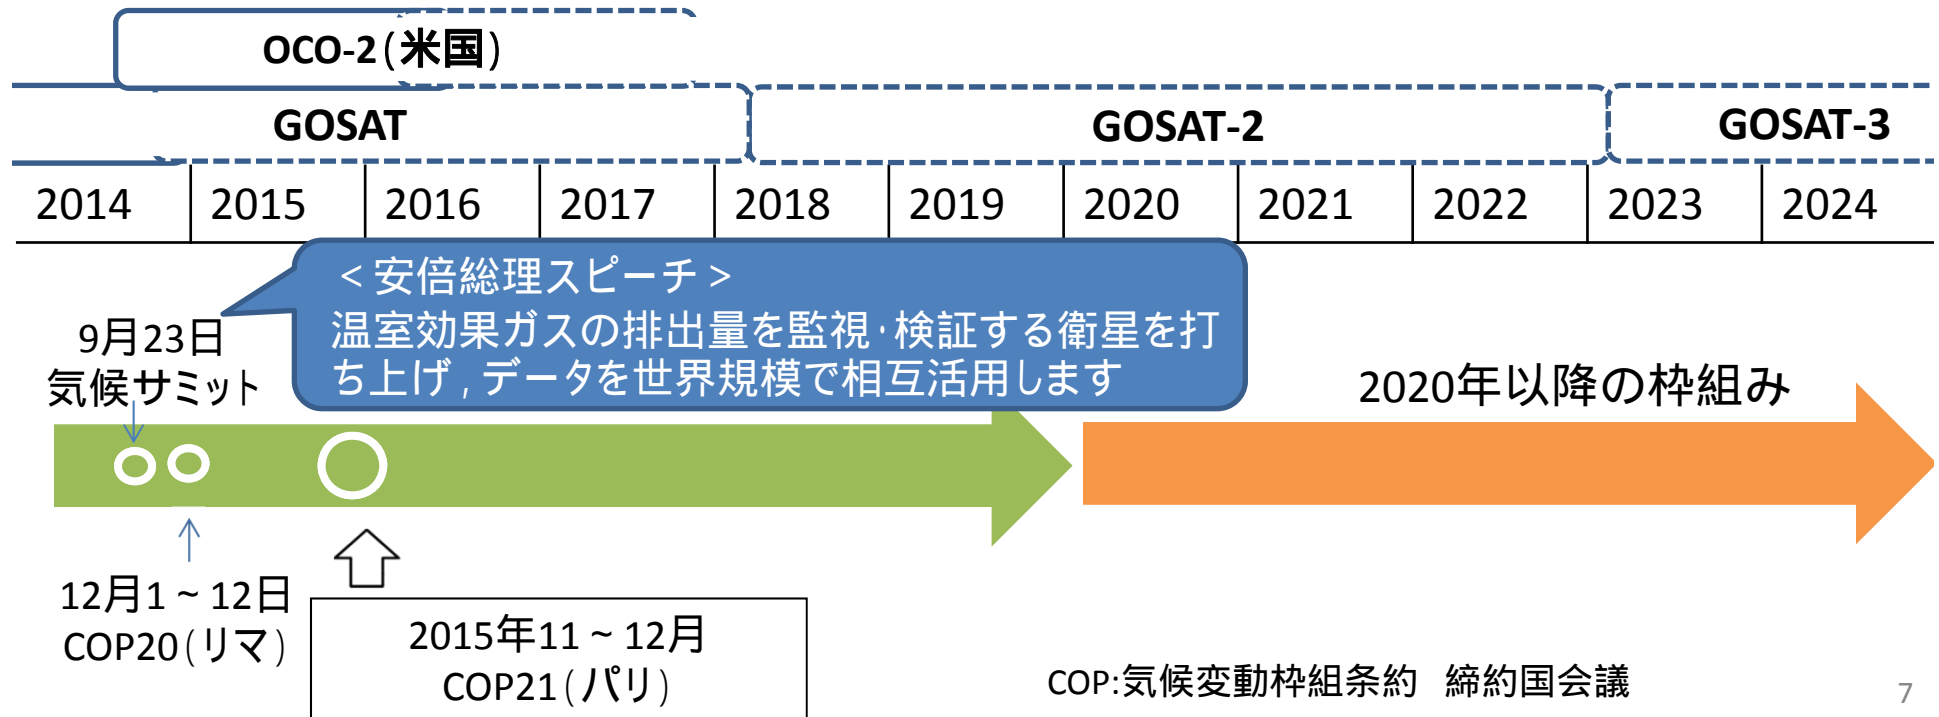 OCO-2(米国)
GOSAT
GOSAT-2
GOSAT-3
2014 2015 2016 2017 2018 2019 2020 2021 2022 2023 2024
<安倍総理スピーチ>
温室効果ガスの排出量を監視･検証する衛星を打
ち上げ,データを世界規模で相互活用します
9月23日
気候サミット
2020年以降の枠組み
12月1~12日
COP20(リマ)
2015年11~12月
COP21(パリ)
COP:気候変動枠組条約 締約国会議
7